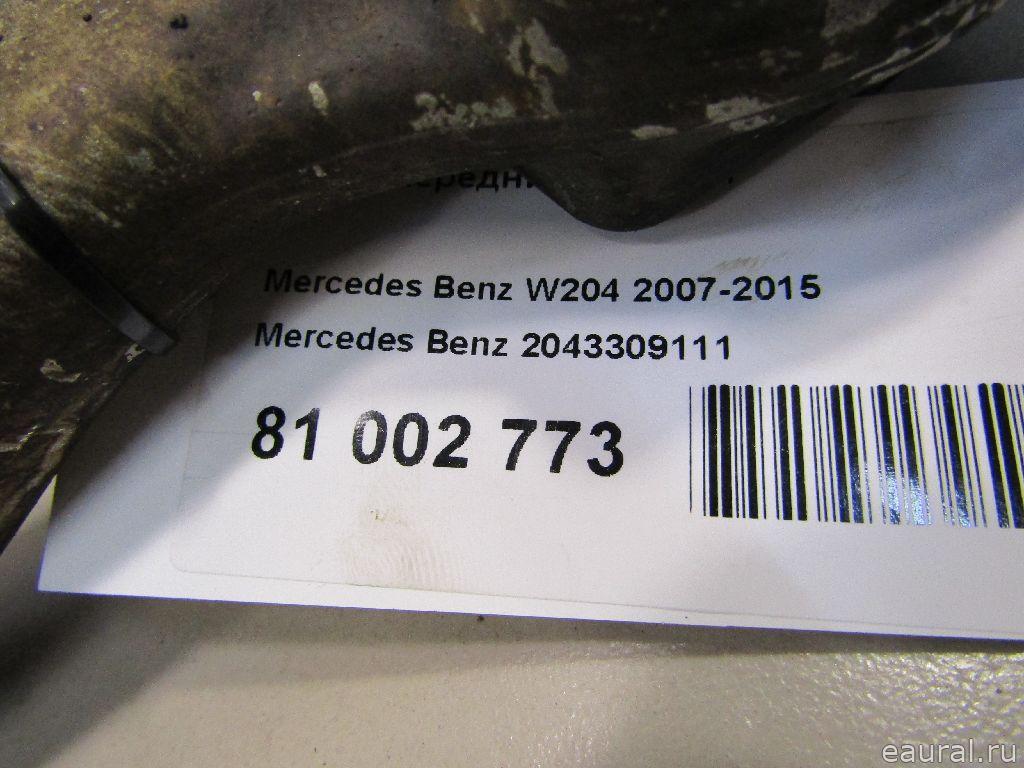 Mercedes Benz W204 2007-2015
Mercedes Benz 2043309111
81 002 773
eaural.ru